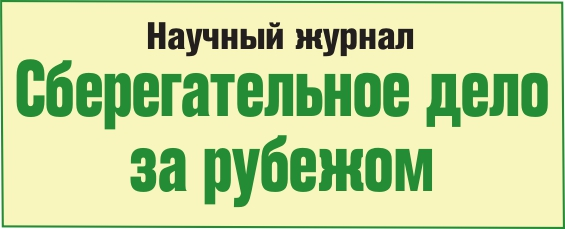 Научный журнал
Сберегательное дело
за рубежом